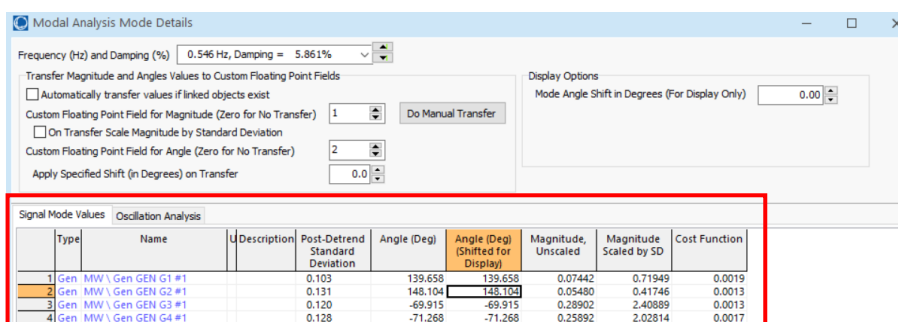 Modal Analysis Mode Details
Frequency (Hz) and Damping (%) 0.546 Hz, Damping = 5.861%
Transfer Magnitude and Angles Values to Custom Floating Point Fields
Display Options
Automatically transfer values if linked objects exist
Mode Angle Shift in Degrees (For Display Only) 0.00
Custom Floating Point Field for Magnitude (Zero for No Transfer) 1 Do Manual Transfer
On Transfer Scale Magnitude by Standard Deviation
Custom Floating Point Field for Angle (Zero for No Transfer) 2
Apply Specified Shift (in Degrees) on Transfer 0.0
Signal Mode Values Oscillation Analysis
Type Name U Description Post-Detrend Standard Deviation Angle (Deg) Angle (Deg) (Shifted for Display) Magnitude, Unscaled Magnitude Scaled by SD Cost Function
1 Gen MW \ Gen GEN G1 #1 0.103 139.658 139.658 0.07442 0.71949 0.0019
2 Gen MW \ Gen GEN G2 #1 0.131 148.104 148.104 0.05480 0.41746 0.0013
3 Gen MW \ Gen GEN G3 #1 0.120 -69.915 -69.915 0.28902 2.40889 0.0013
4 Gen MW \ Gen GEN G4 #1 0.128 -71.268 -71.268 0.25892 2.02814 0.0017